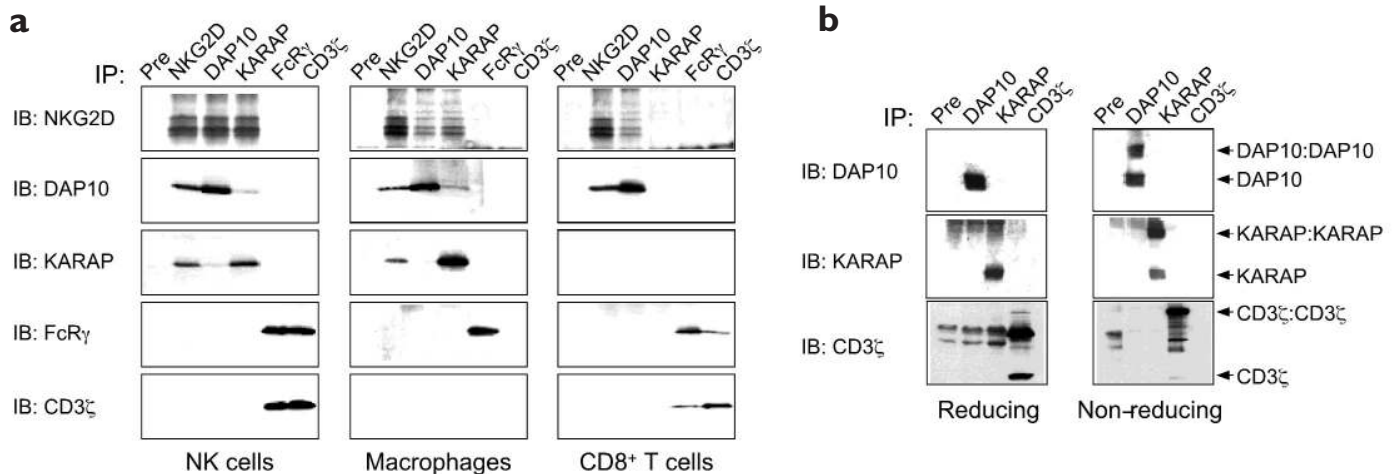 a
IP: Pre NKG2D DAP10 KARAP FcRγ CD3ζ
Pre NKG2D DAP10 KARAP FcRγ CD3ζ
Pre NKG2D DAP10 KARAP FcRγ CD3ζ
IB: NKG2D
IB: DAP10
IB: KARAP
IB: FcRγ
IB: CD3ζ
NK cells
Macrophages
CD8+ T cells
b
IP: Pre DAP10 KARAP CD3ζ
Pre DAP10 KARAP CD3ζ
IB: DAP10
DAP10:DAP10
DAP10
IB: KARAP
KARAP:KARAP
KARAP
IB: CD3ζ
CD3ζ:CD3ζ
CD3ζ
Reducing
Non-reducing